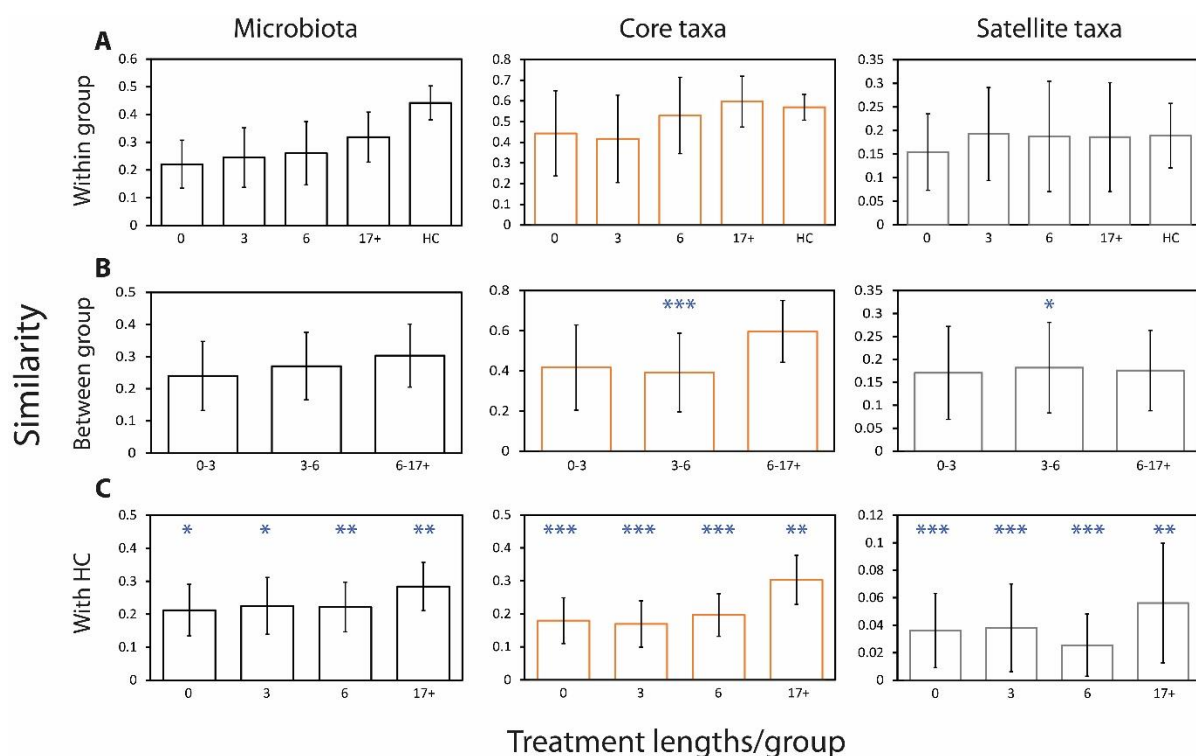 Microbiota Core taxa Satellite taxa
A
Within group
0.6 0.5 0.4 0.3 0.2 0.1 0
0 3 6 17+ HC
0.8 0.7 0.6 0.5 0.4 0.3 0.2 0.1 0
0 3 6 17+ HC
0.35 0.3 0.25 0.2 0.15 0.1 0.05 0
0 3 6 17+ HC
B
Similarity
Between group
0.5 0.4 0.3 0.2 0.1 0
0-3 3-6 6-17+
***
0.8 0.6 0.4 0.2 0
0-3 3-6 6-17+
*
0.35 0.3 0.25 0.2 0.15 0.1 0.05 0
0-3 3-6 6-17+
C
With HC
* * ** **
0.5 0.4 0.3 0.2 0.1 0
0 3 6 17+
*** *** *** **
0.5 0.4 0.3 0.2 0.1 0
0 3 6 17+
*** *** *** **
0.12 0.1 0.08 0.06 0.04 0.02 0
0 3 6 17+
Treatment lengths/group